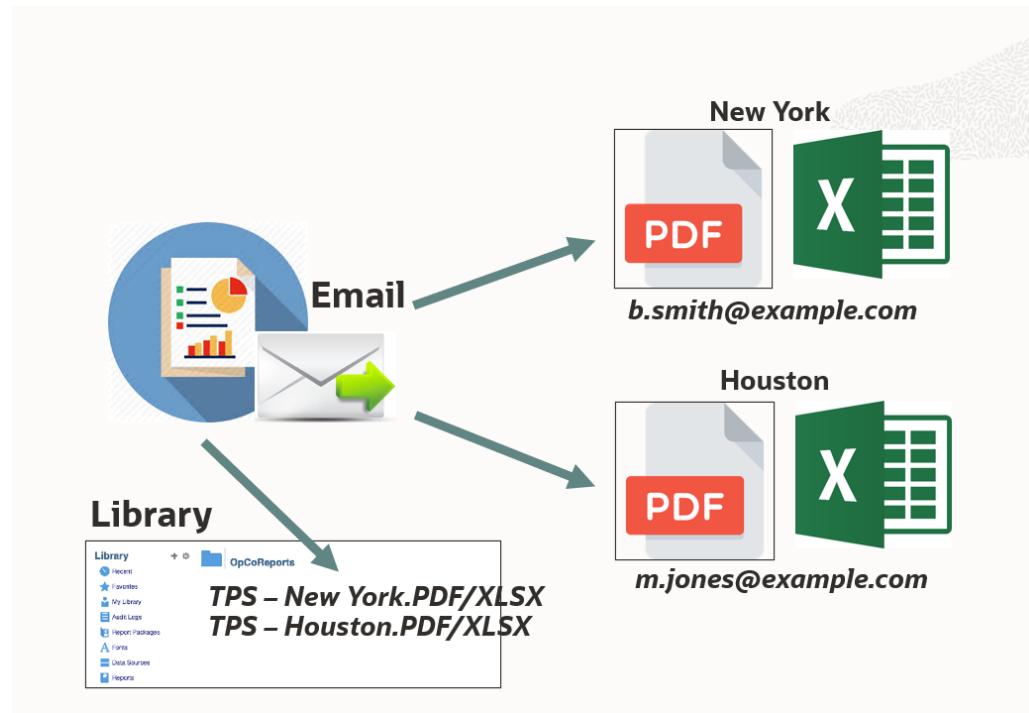 New York
PDF
X
b.smith@example.com
Email
Houston
PDF
X
m.jones@example.com
Library
Library
OpCoReports
Recent
Favorites
My Library
Audit Logs
Report Packages
Fonts
Data Sources
Reports
TPS – New York.PDF/XLSX
TPS – Houston.PDF/XLSX